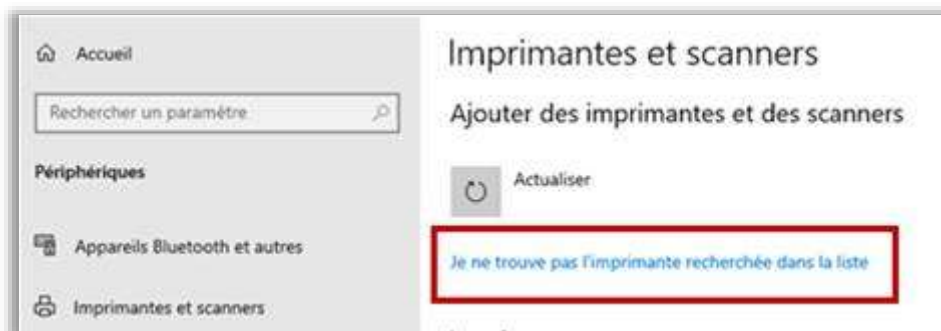 Accueil
Rechercher un paramètre
Périphériques
Appareils Bluetooth et autres
Imprimantes et scanners
Imprimantes et scanners
Ajouter des imprimantes et des scanners
Actualiser
Je ne trouve pas l'imprimante recherchée dans la liste